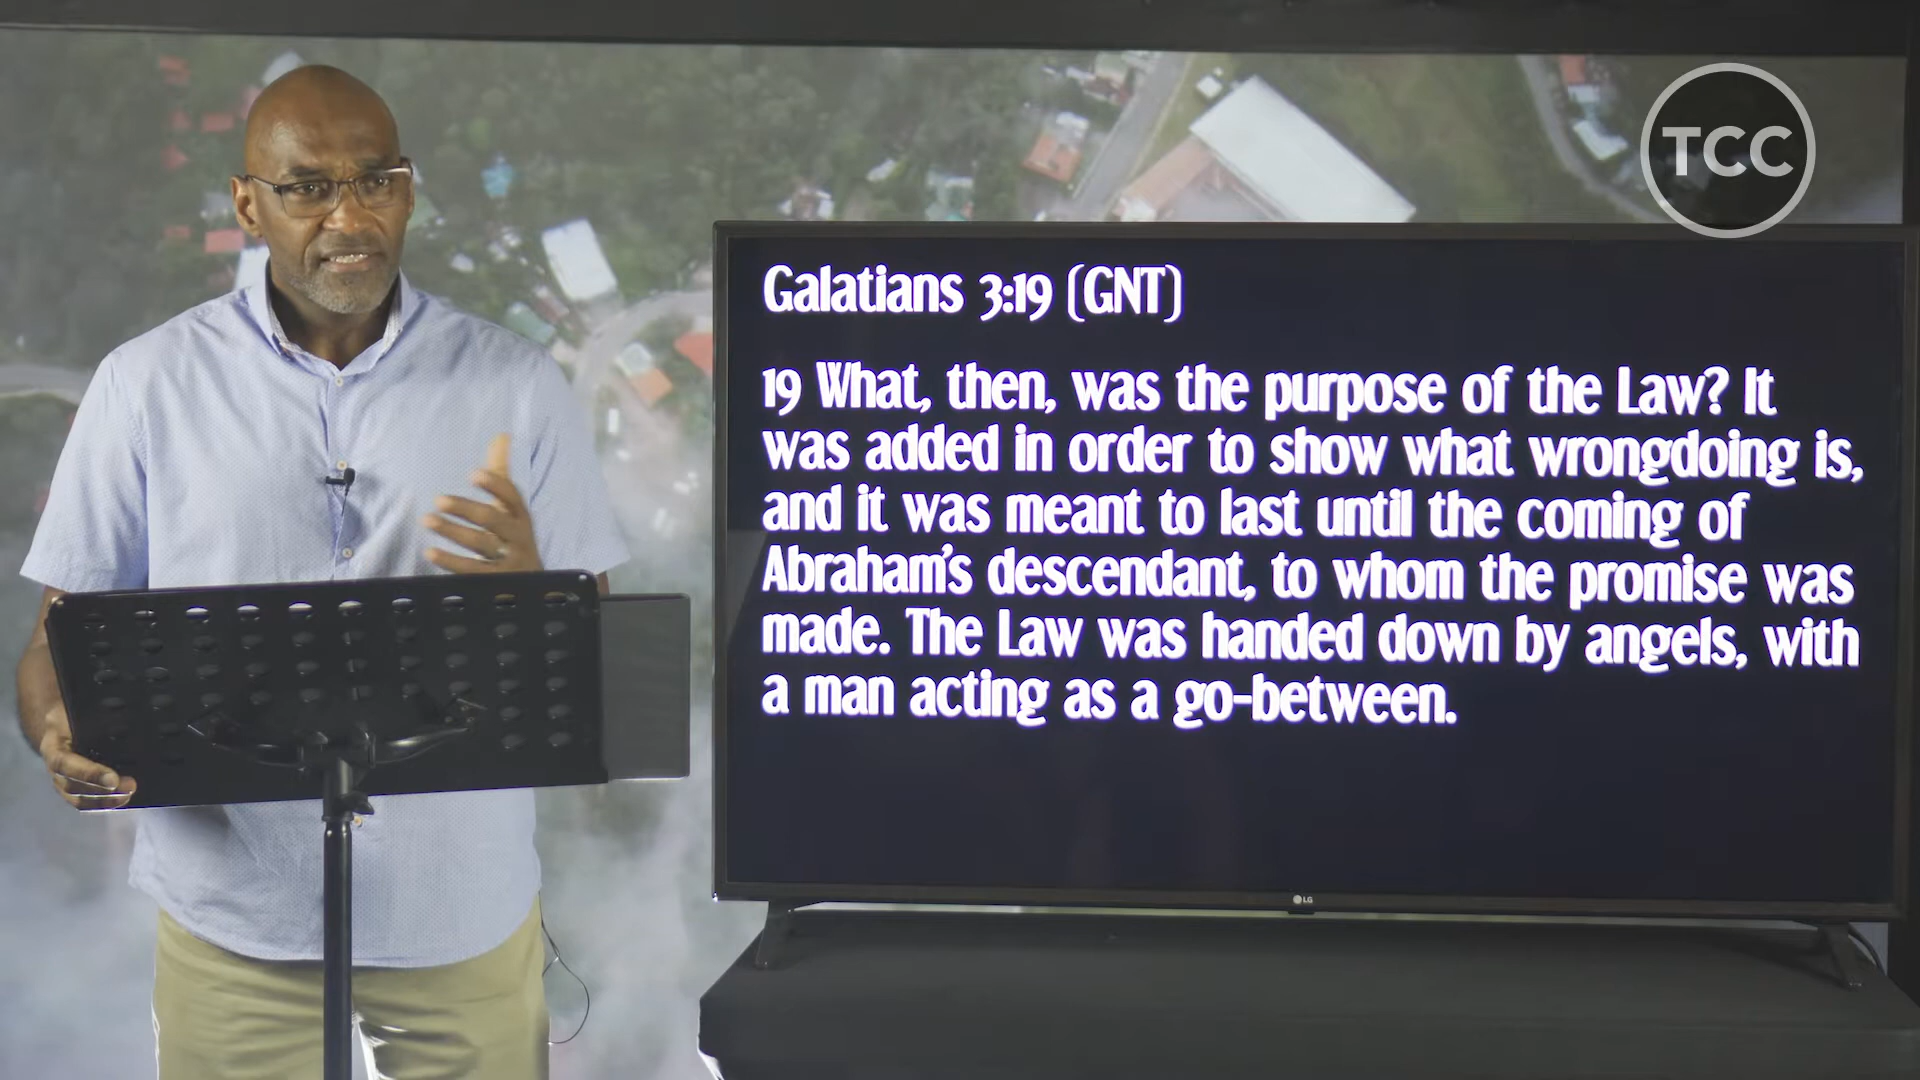 TCC
Galatians 3:19 (GNT)
19 What, then, was the purpose of the Law? It
was added in order to show what wrongdoing is,
and it was meant to last until the coming of
Abraham's descendant, to whom the promise was
made. The Law was handed down by angels, with
a man acting as a go-between.
LG